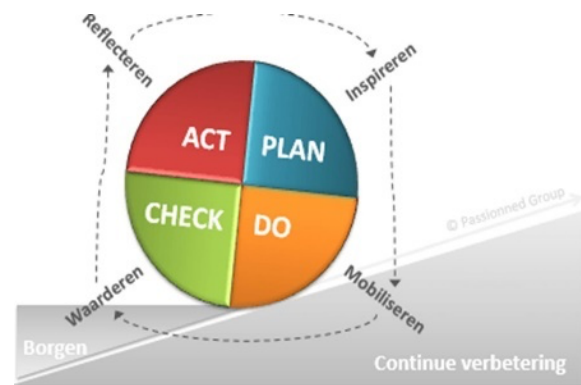 Reflecteren
Inspireren
ACT
PLAN
CHECK
DO
© Passionned Group
Waarderen
Mobiliseren
Borgen
Continue verbetering